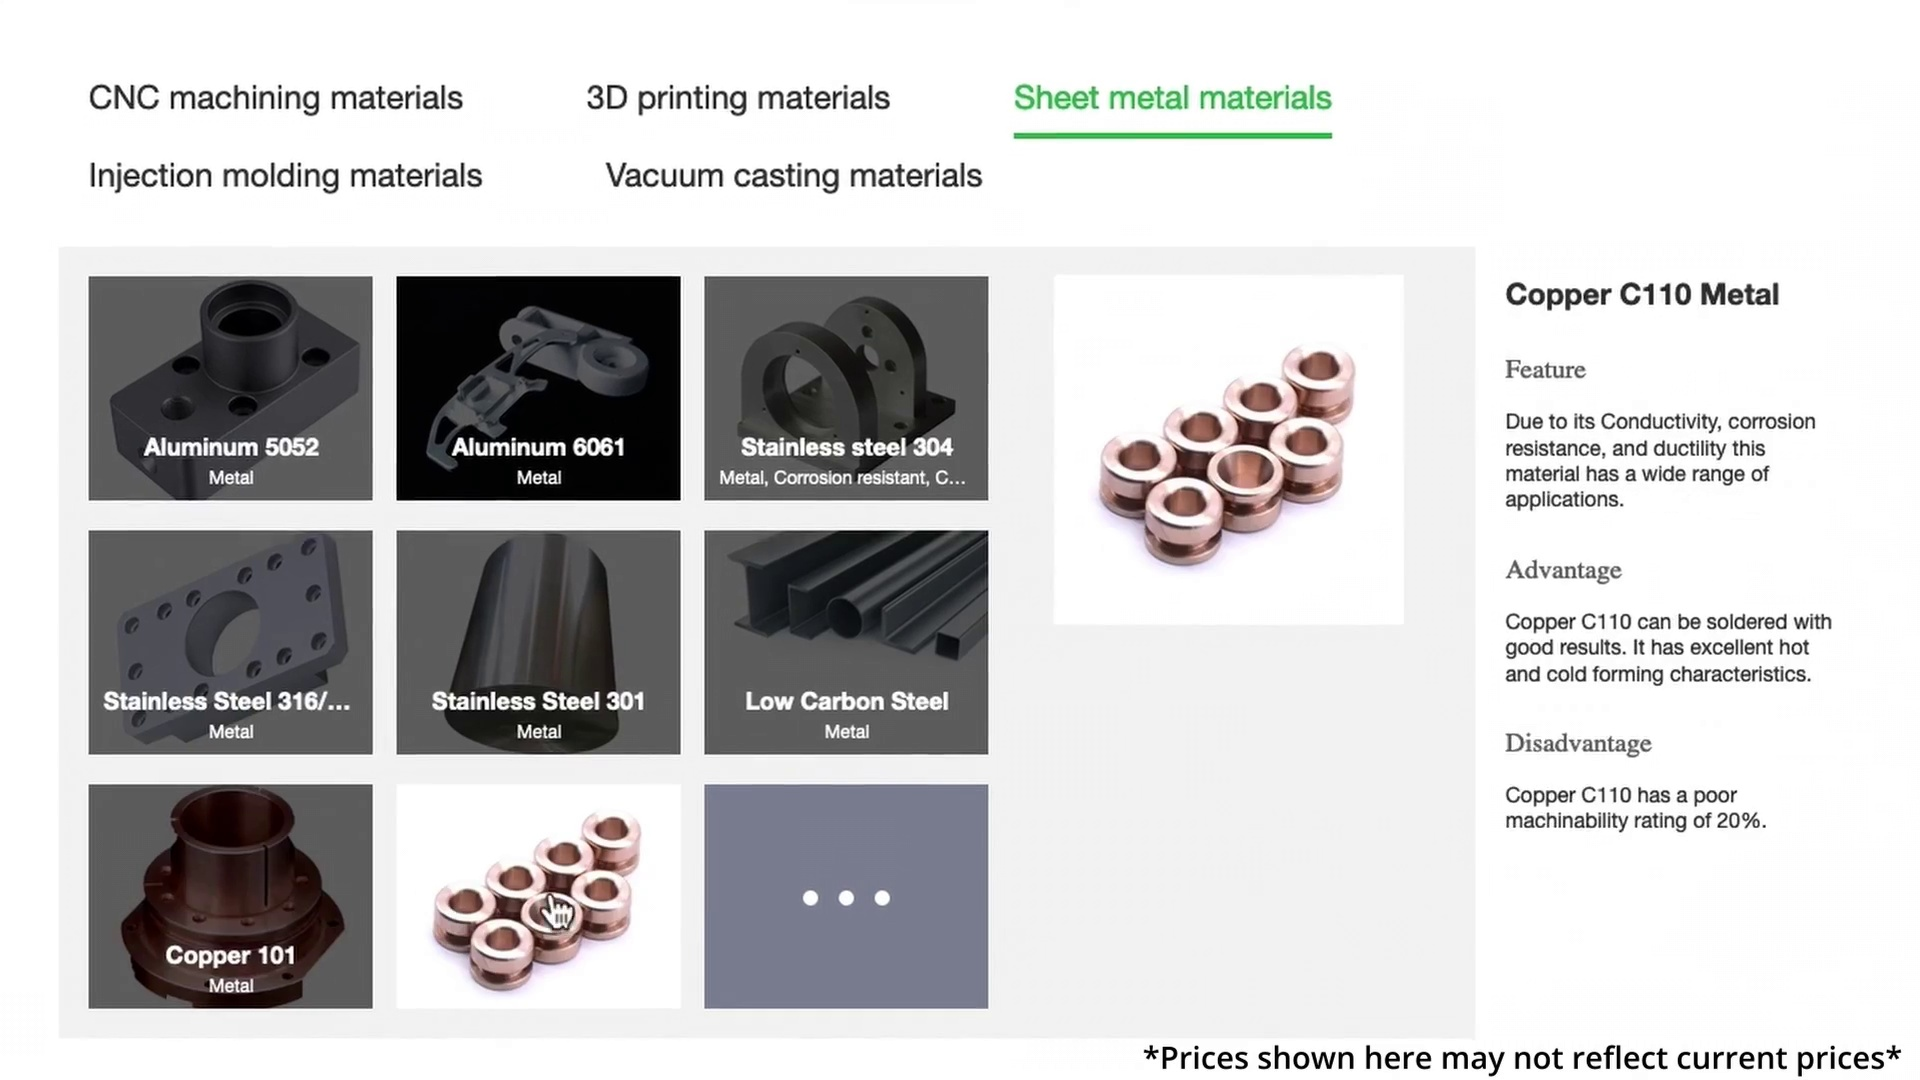 CNC machining materials
3D printing materials
Sheet metal materials
Injection molding materials
Vacuum casting materials
Aluminum 5052
Metal
Aluminum 6061
Metal
Stainless steel 304
Metal, Corrosion resistant, C...
Stainless Steel 316/...
Metal
Stainless Steel 301
Metal
Low Carbon Steel
Metal
Copper 101
Metal
Copper C110 Metal
Feature
Due to its Conductivity, corrosion
resistance, and ductility this
material has a wide range of
applications.
Advantage
Copper C110 can be soldered with
good results. It has excellent hot
and cold forming characteristics.
Disadvantage
Copper C110 has a poor
machinability rating of 20%.
*Prices shown here may not reflect current prices*